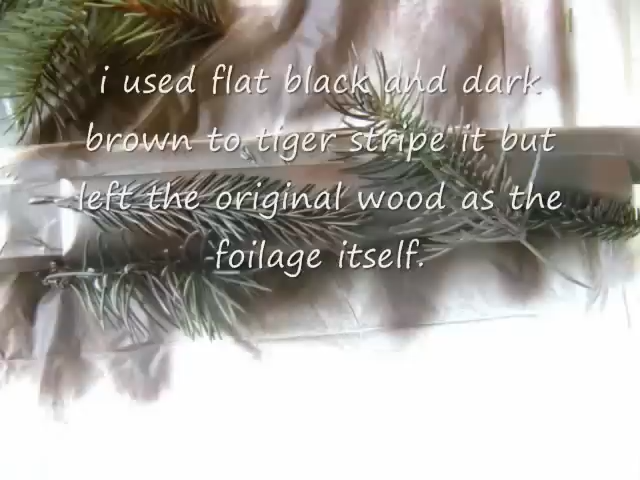 i used flat black and dark
brown to tiger stripe it but
left the original wood as the
foilage itself.